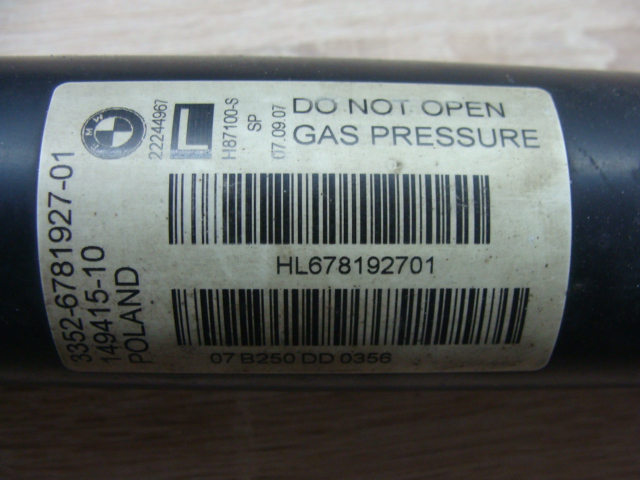 BMW
22244967
L
H87100-S
SP
07.09.07
DO NOT OPEN
GAS PRESSURE
3352-6781927-01
149415-10
POLAND
HL678192701
07 B250 DD 0356